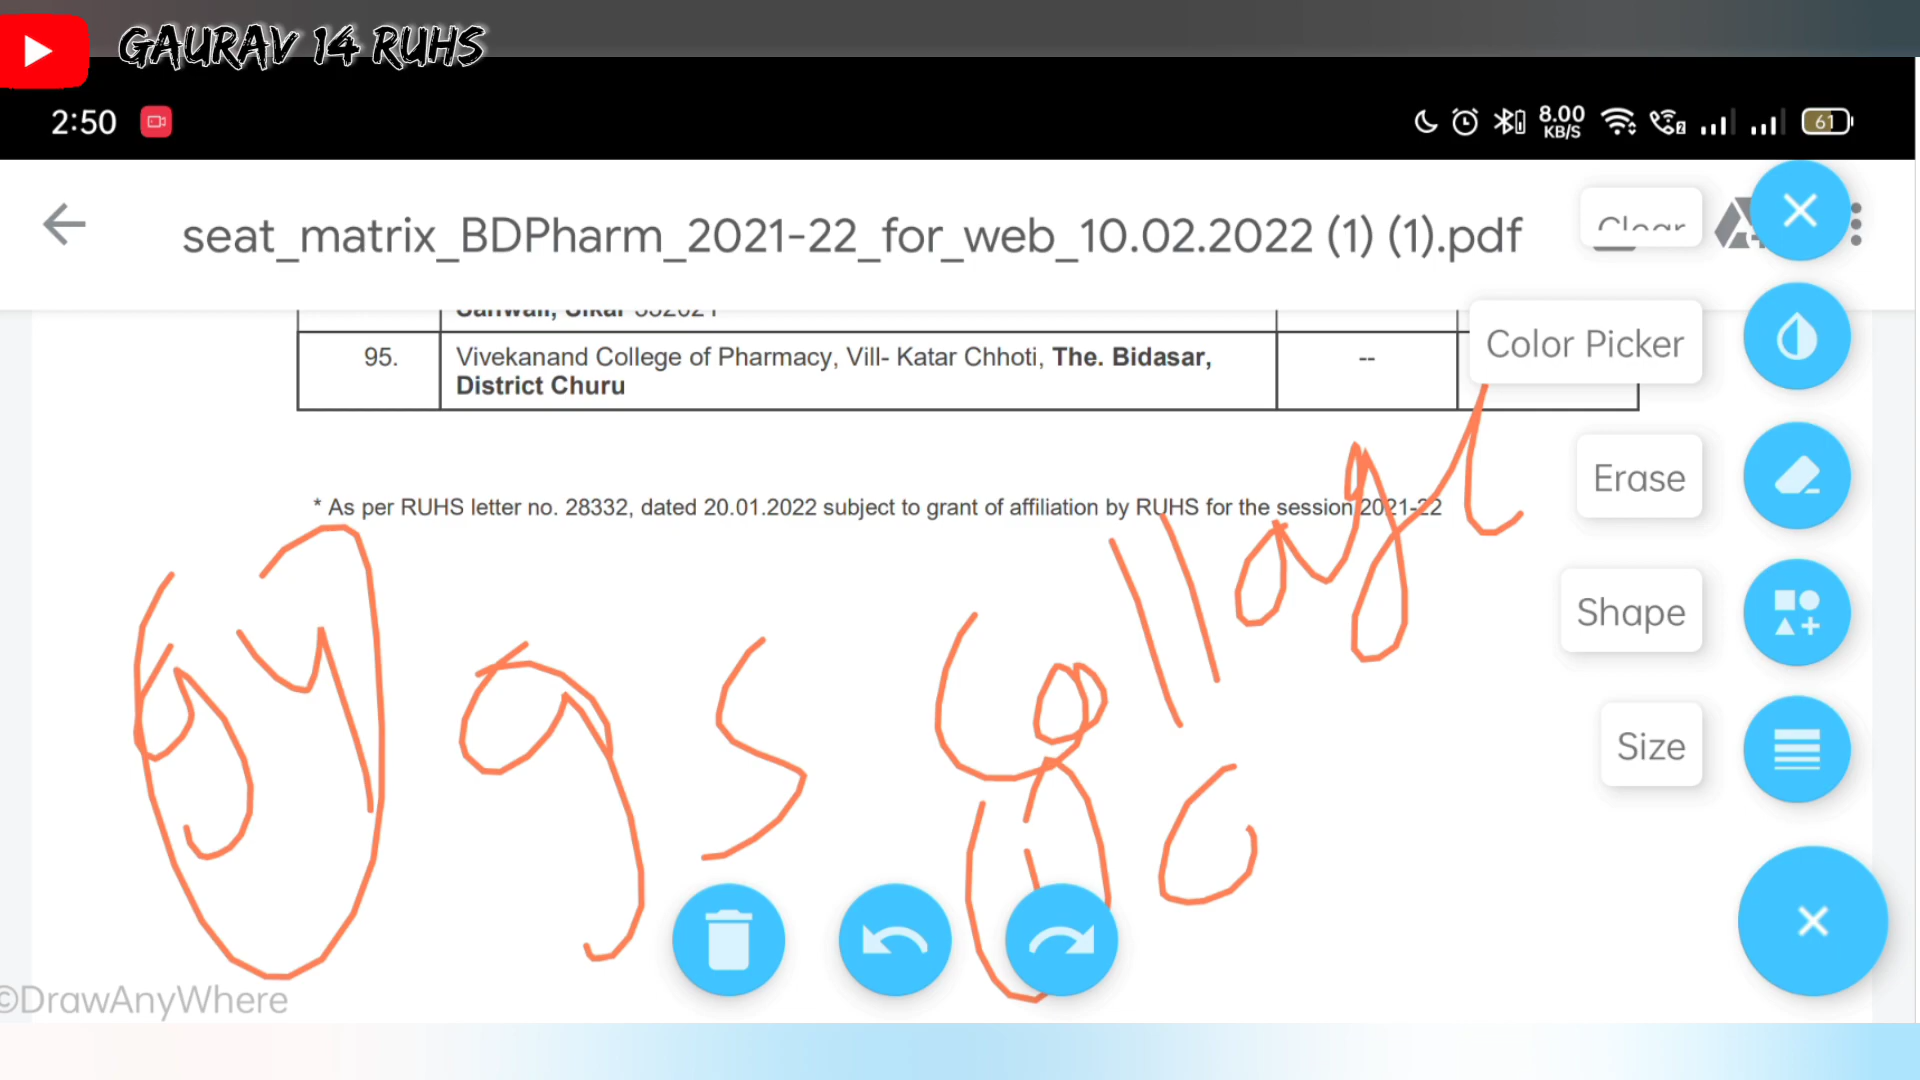 GAURAV 14 RUHS
2:50
8.00
KB/S
2
61
seat_matrix_BDPharm_2021-22_for_web_10.02.2022 (1) (1).pdf
Clear
95.
Vivekanand College of Pharmacy, Vill- Katar Chhoti, The. Bidasar,
District Churu
--
Color Picker
Erase
* As per RUHS letter no. 28332, dated 20.01.2022 subject to grant of affiliation by RUHS for the session 2021-22
Shape
95 Collage
Size
©DrawAnyWhere